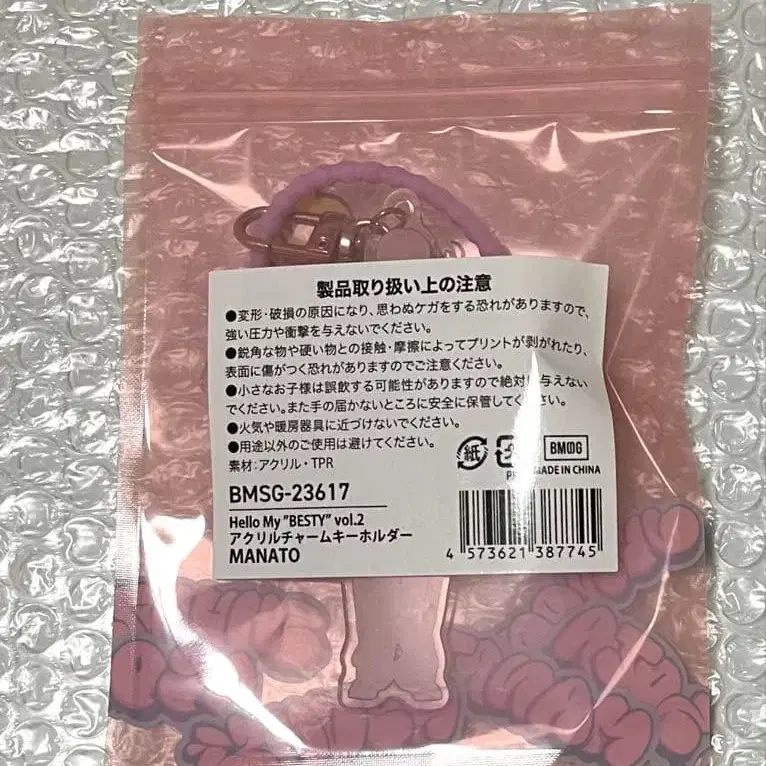 製品取り扱い上の注意
●変形・破損の原因になり、思わぬケガをする恐れがありますので、
強い圧力や衝撃を与えないでください。
●鋭角な物や硬い物との接触・摩擦によってプリントが剥がれたり、
表面に傷がつく恐れがありますのでご注意ください。
●小さなお子様は誤飲する可能性がありますので絶対に与えない
でください。また手の届かないところに安全に保管してください。
●火気や暖房器具に近づけないでください。
●用途以外のご使用は避けてください。
素材:アクリル・TPR
紙
BMSG
MADE IN CHINA
BMSG-23617
Hello My "BESTY" vol.2
アクリルチャームキーホルダー
MANATO
4 573621 387745